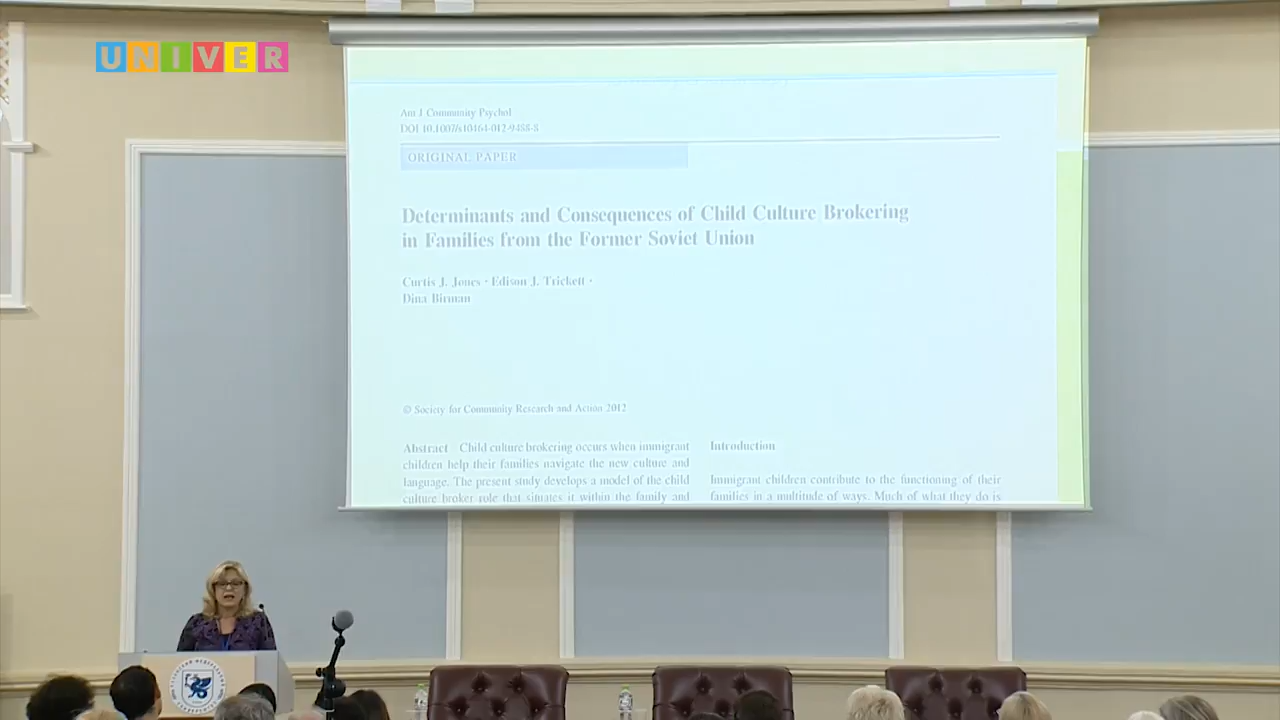 UNIVER
Am J Community Psychol
DOI 10.1007/s10464-012-9488-8
ORIGINAL PAPER
Determinants and Consequences of Child Culture Brokering
in Families from the Former Soviet Union
Curtis J. Jones · Edison J. Trickett ·
Dina Birman
© Society for Community Research and Action 2012
Abstract Child culture brokering occurs when immigrant
children help their families navigate the new culture and
language. The present study develops a model of the child
culture broker role that situates it within the family and
Introduction
Immigrant children contribute to the functioning of their
families in a multitude of ways. Much of what they do is